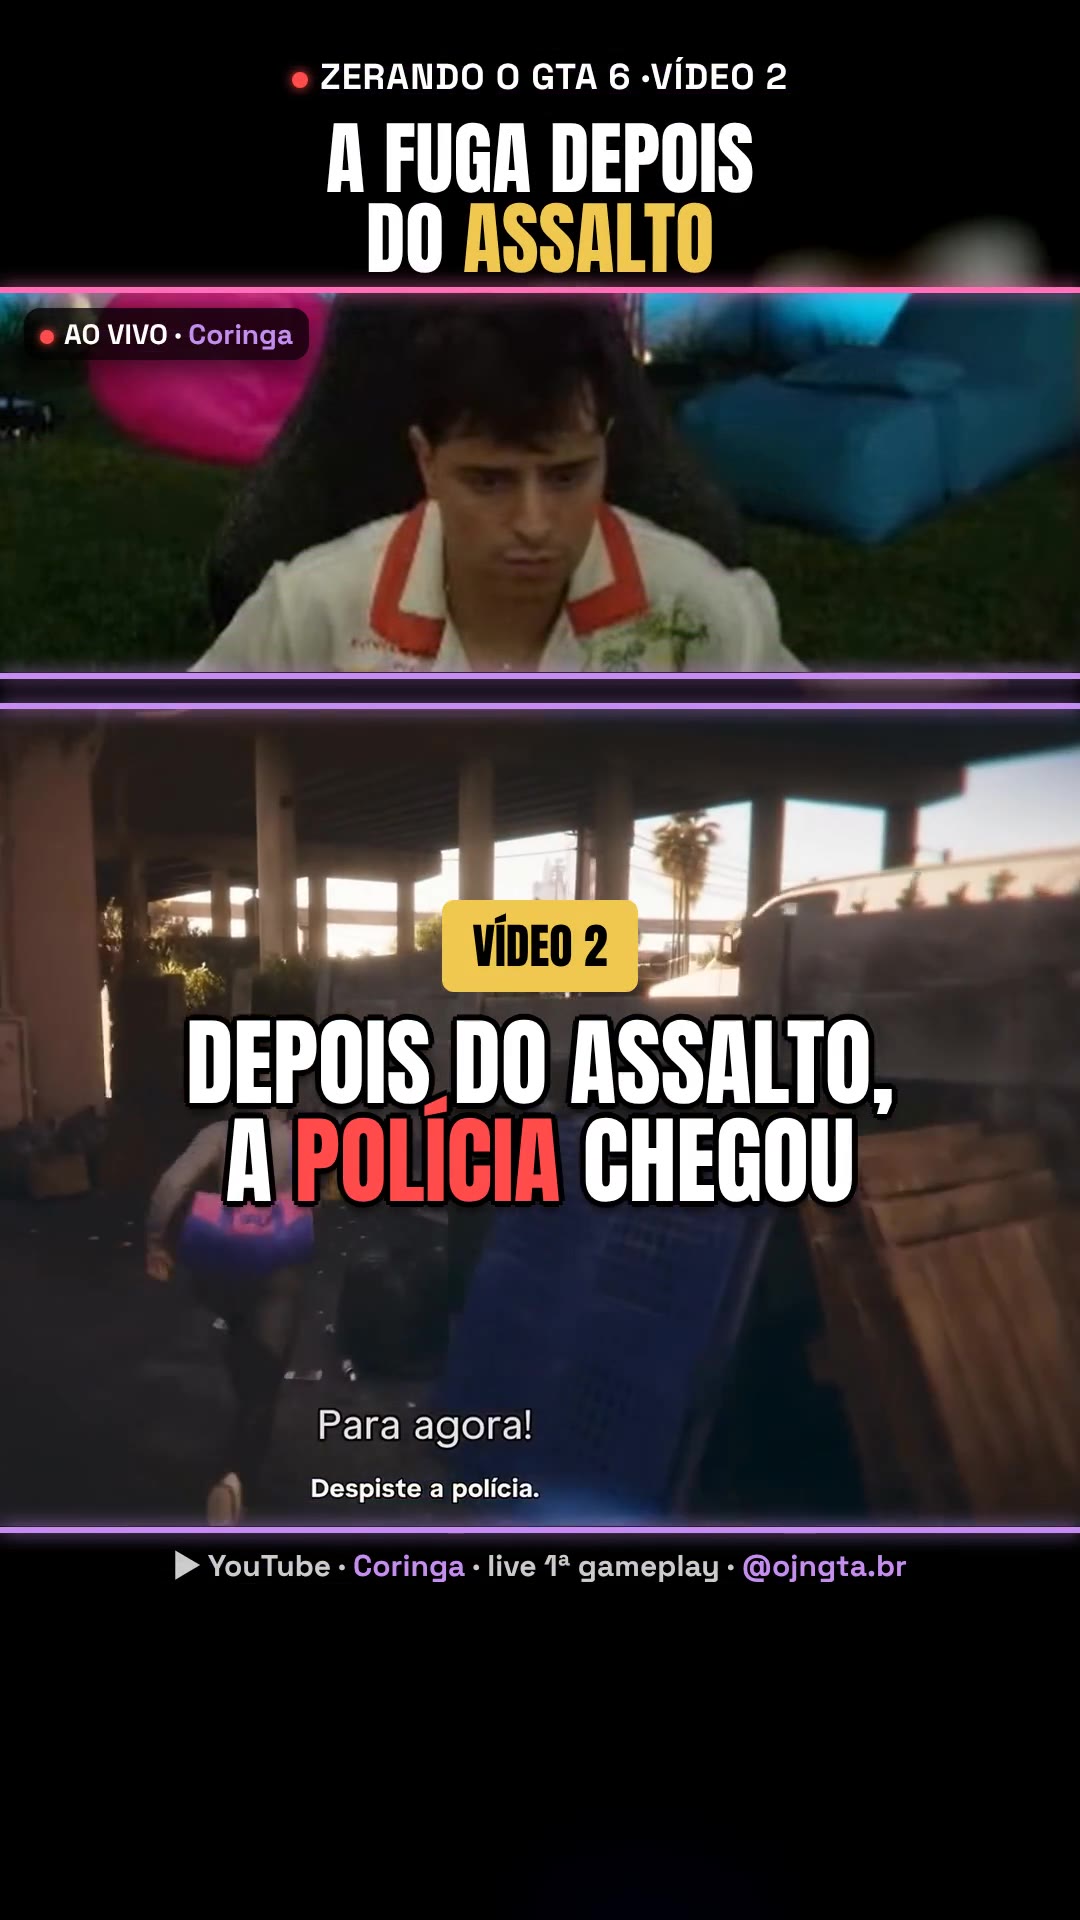 ZERANDO O GTA 6 · VÍDEO 2
A FUGA DEPOIS
DO ASSALTO
AO VIVO · Coringa
VÍDEO 2
DEPOIS DO ASSALTO,
A POLÍCIA CHEGOU
Para agora!
Despiste a polícia.
▶ YouTube · Coringa · live 1ª gameplay · @ojngta.br